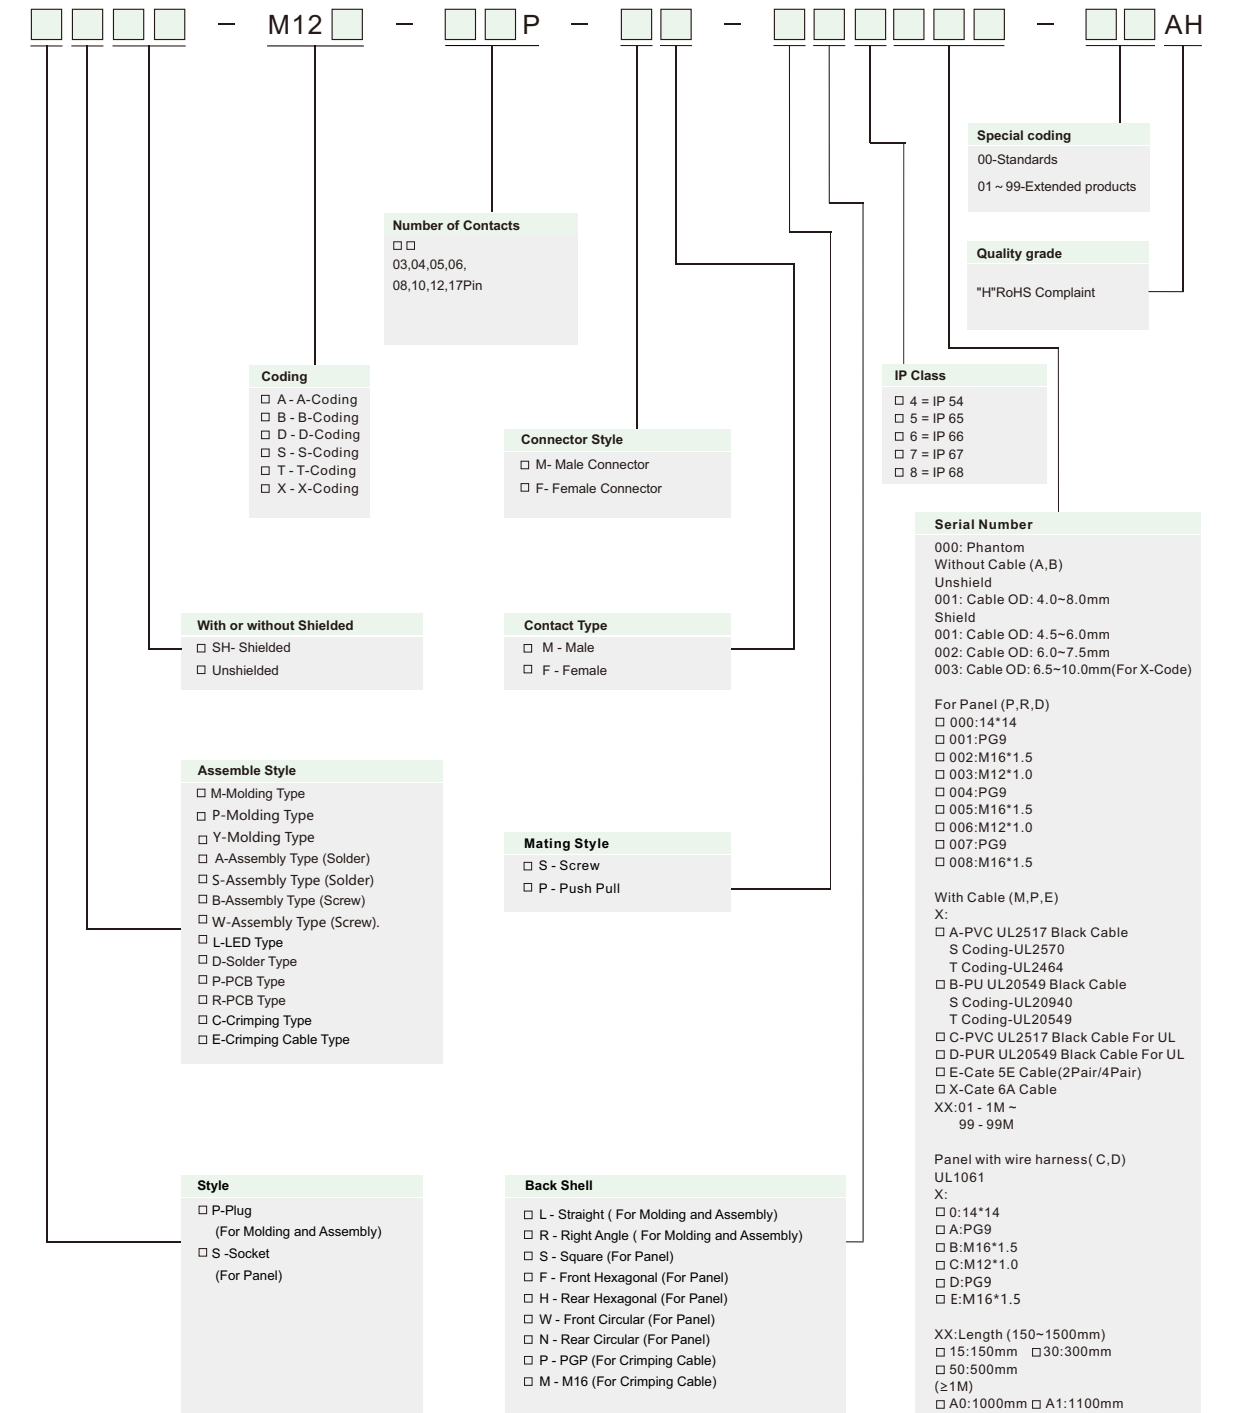 – M12 – P – – – AH
Special coding
00-Standards
01 ~ 99-Extended products
Number of Contacts
03,04,05,06,
08,10,12,17Pin
Quality grade
"H"RoHS Complaint
Coding
A - A-Coding
B - B-Coding
D - D-Coding
S - S-Coding
T - T-Coding
X - X-Coding
IP Class
4 = IP 54
5 = IP 65
6 = IP 66
7 = IP 67
8 = IP 68
Connector Style
M- Male Connector
F- Female Connector
With or without Shielded
SH- Shielded
Unshielded
Contact Type
M - Male
F - Female
Assemble Style
M-Molding Type
P-Molding Type
Y-Molding Type
A-Assembly Type (Solder)
S-Assembly Type (Solder)
B-Assembly Type (Screw)
W-Assembly Type (Screw).
L-LED Type
D-Solder Type
P-PCB Type
R-PCB Type
C-Crimping Type
E-Crimping Cable Type
Mating Style
S - Screw
P - Push Pull
Style
P-Plug
(For Molding and Assembly)
S -Socket
(For Panel)
Back Shell
L - Straight ( For Molding and Assembly)
R - Right Angle ( For Molding and Assembly)
S - Square (For Panel)
F - Front Hexagonal (For Panel)
H - Rear Hexagonal (For Panel)
W - Front Circular (For Panel)
N - Rear Circular (For Panel)
P - PGP (For Crimping Cable)
M - M16 (For Crimping Cable)
Serial Number
000: Phantom
Without Cable (A,B)
Unshield
001: Cable OD: 4.0~8.0mm
Shield
001: Cable OD: 4.5~6.0mm
002: Cable OD: 6.0~7.5mm
003: Cable OD: 6.5~10.0mm(For X-Code)
For Panel (P,R,D)
000:14*14
001:PG9
002:M16*1.5
003:M12*1.0
004:PG9
005:M16*1.5
006:M12*1.0
007:PG9
008:M16*1.5
With Cable (M,P,E)
X:
A-PVC UL2517 Black Cable
S Coding-UL2570
T Coding-UL2464
B-PU UL20549 Black Cable
S Coding-UL20940
T Coding-UL20549
C-PVC UL2517 Black Cable For UL
D-PUR UL20549 Black Cable For UL
E-Cate 5E Cable(2Pair/4Pair)
X-Cate 6A Cable
XX:01 - 1M ~
99 - 99M
Panel with wire harness( C,D)
UL1061
X:
0:14*14
A:PG9
B:M16*1.5
C:M12*1.0
D:PG9
E:M16*1.5
XX:Length (150~1500mm)
15:150mm 30:300mm
50:500mm
(≥1M)
A0:1000mm A1:1100mm